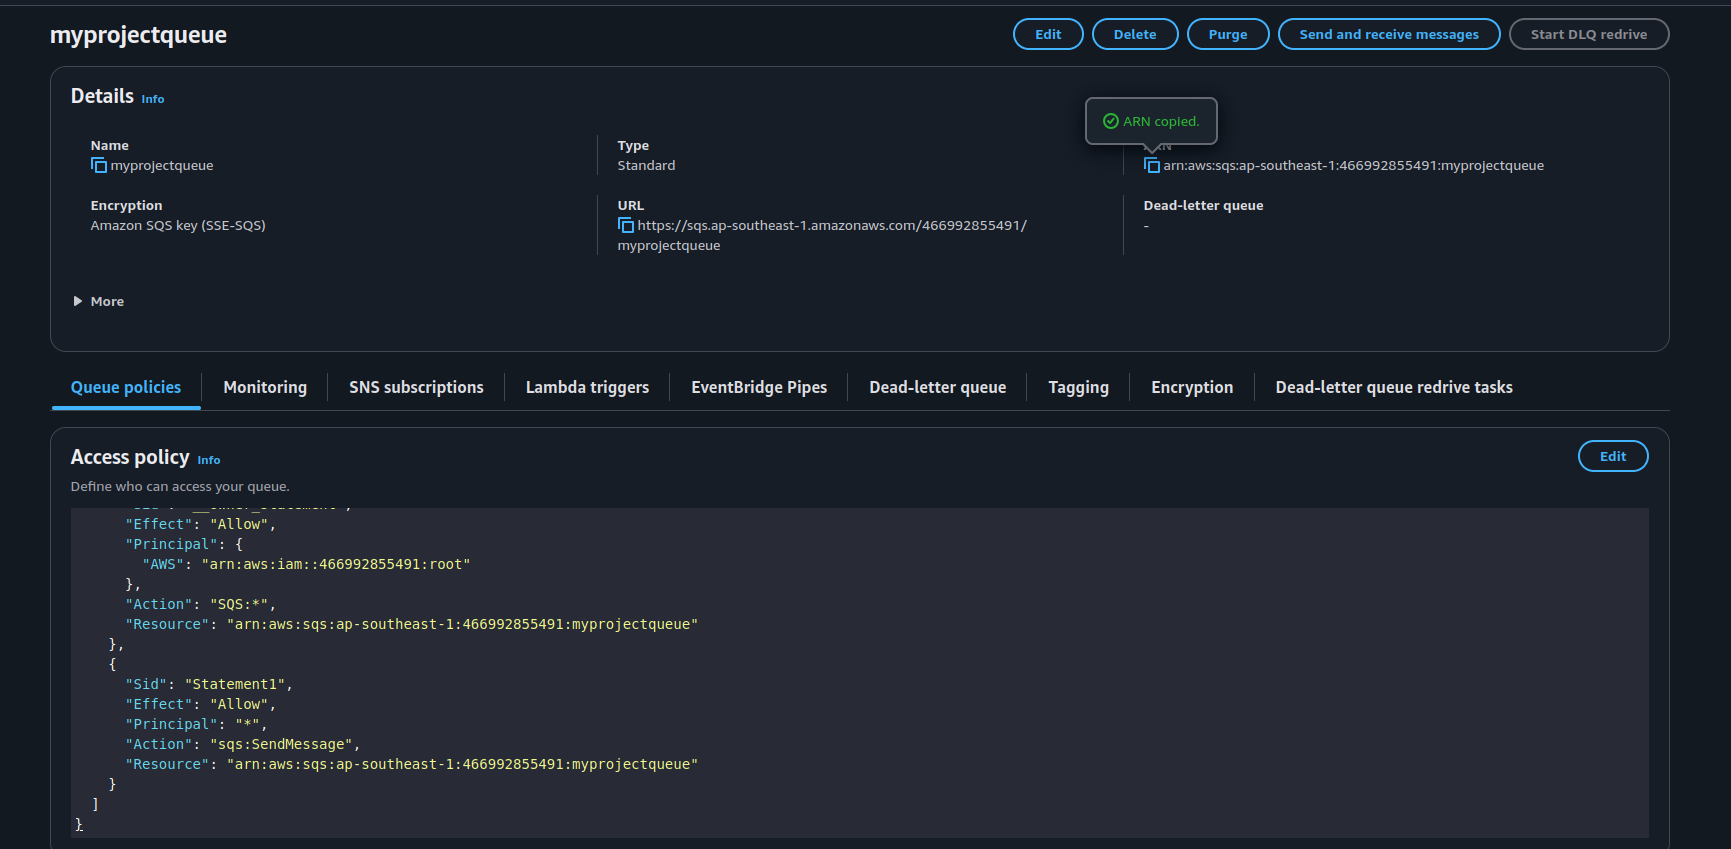 myprojectqueue
Edit
Delete
Purge
Send and receive messages
Start DLQ redrive
Details Info
ARN copied.
Name
myprojectqueue
Type
Standard
ARN
arn:aws:sqs:ap-southeast-1:466992855491:myprojectqueue
Encryption
Amazon SQS key (SSE-SQS)
URL
https://sqs.ap-southeast-1.amazonaws.com/466992855491/
myprojectqueue
Dead-letter queue
-
More
Queue policies
Monitoring
SNS subscriptions
Lambda triggers
EventBridge Pipes
Dead-letter queue
Tagging
Encryption
Dead-letter queue redrive tasks
Access policy Info
Edit
Define who can access your queue.
"Sid": "__owner_statement",
"Effect": "Allow",
"Principal": {
"AWS": "arn:aws:iam::466992855491:root"
},
"Action": "SQS:*",
"Resource": "arn:aws:sqs:ap-southeast-1:466992855491:myprojectqueue"
},
{
"Sid": "Statement1",
"Effect": "Allow",
"Principal": "*",
"Action": "sqs:SendMessage",
"Resource": "arn:aws:sqs:ap-southeast-1:466992855491:myprojectqueue"
}
]
}